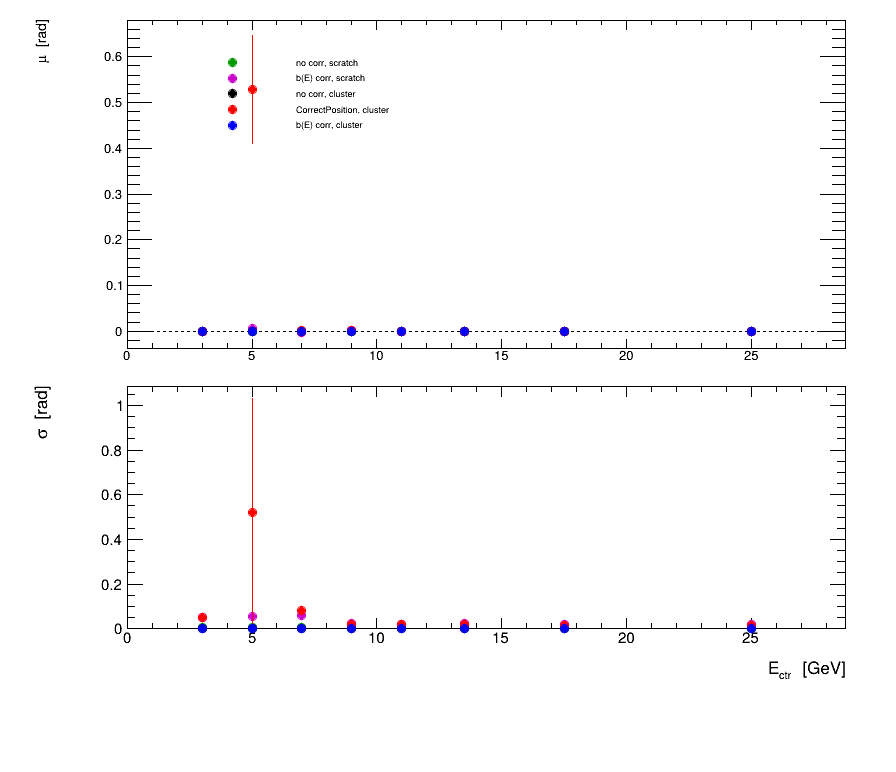 μ [rad]
0.6
0.5
0.4
0.3
0.2
0.1
0
no corr, scratch
b(E) corr, scratch
no corr, cluster
CorrectPosition, cluster
b(E) corr, cluster
0 5 10 15 20 25
σ [rad]
1
0.8
0.6
0.4
0.2
0
0 5 10 15 20 25
E_ctr [GeV]